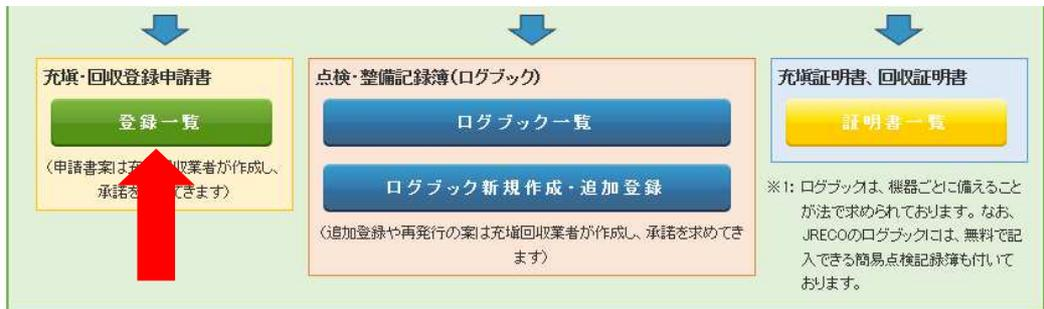 充填・回収登録申請書
登録一覧
(申請書案は充 収業者が作成し、
承諾を てきます)
点検・整備記録簿(ログブック)
ログブック一覧
ログブック新規作成・追加登録
(追加登録や再発行の案は充塡回収業者が作成し、承諾を求めてき
ます)
充塡証明書、回収証明書
証明書一覧
※1: ログブックは、機器ごとに備えること
が法で求められております。なお、
JRECOのログブックには、無料で記
入できる簡易点検記録簿も付いて
おります。